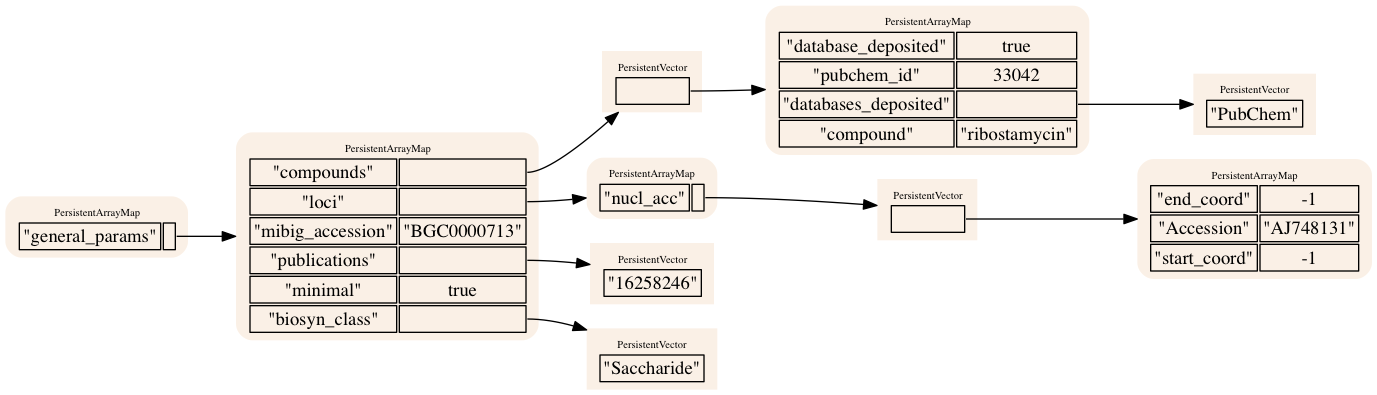 PersistentArrayMap
"general_params"
PersistentArrayMap
"compounds"
"loci"
"mibig_accession" "BGC0000713"
"publications"
"minimal" true
"biosyn_class"
PersistentVector
PersistentArrayMap
"database_deposited" true
"pubchem_id" 33042
"databases_deposited"
"compound" "ribostamycin"
PersistentVector
"PubChem"
PersistentArrayMap
"nucl_acc"
PersistentVector
PersistentArrayMap
"end_coord" -1
"Accession" "AJ748131"
"start_coord" -1
PersistentVector
"16258246"
PersistentVector
"Saccharide"